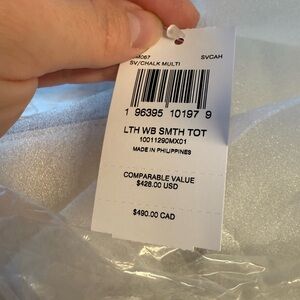 SV/CHALK MULTI
SVCAH
1 96395 10197 9
LTH WB SMTH TOT
10011290MX01
MADE IN PHILIPPINES
COMPARABLE VALUE
$428.00 USD
$490.00 CAD